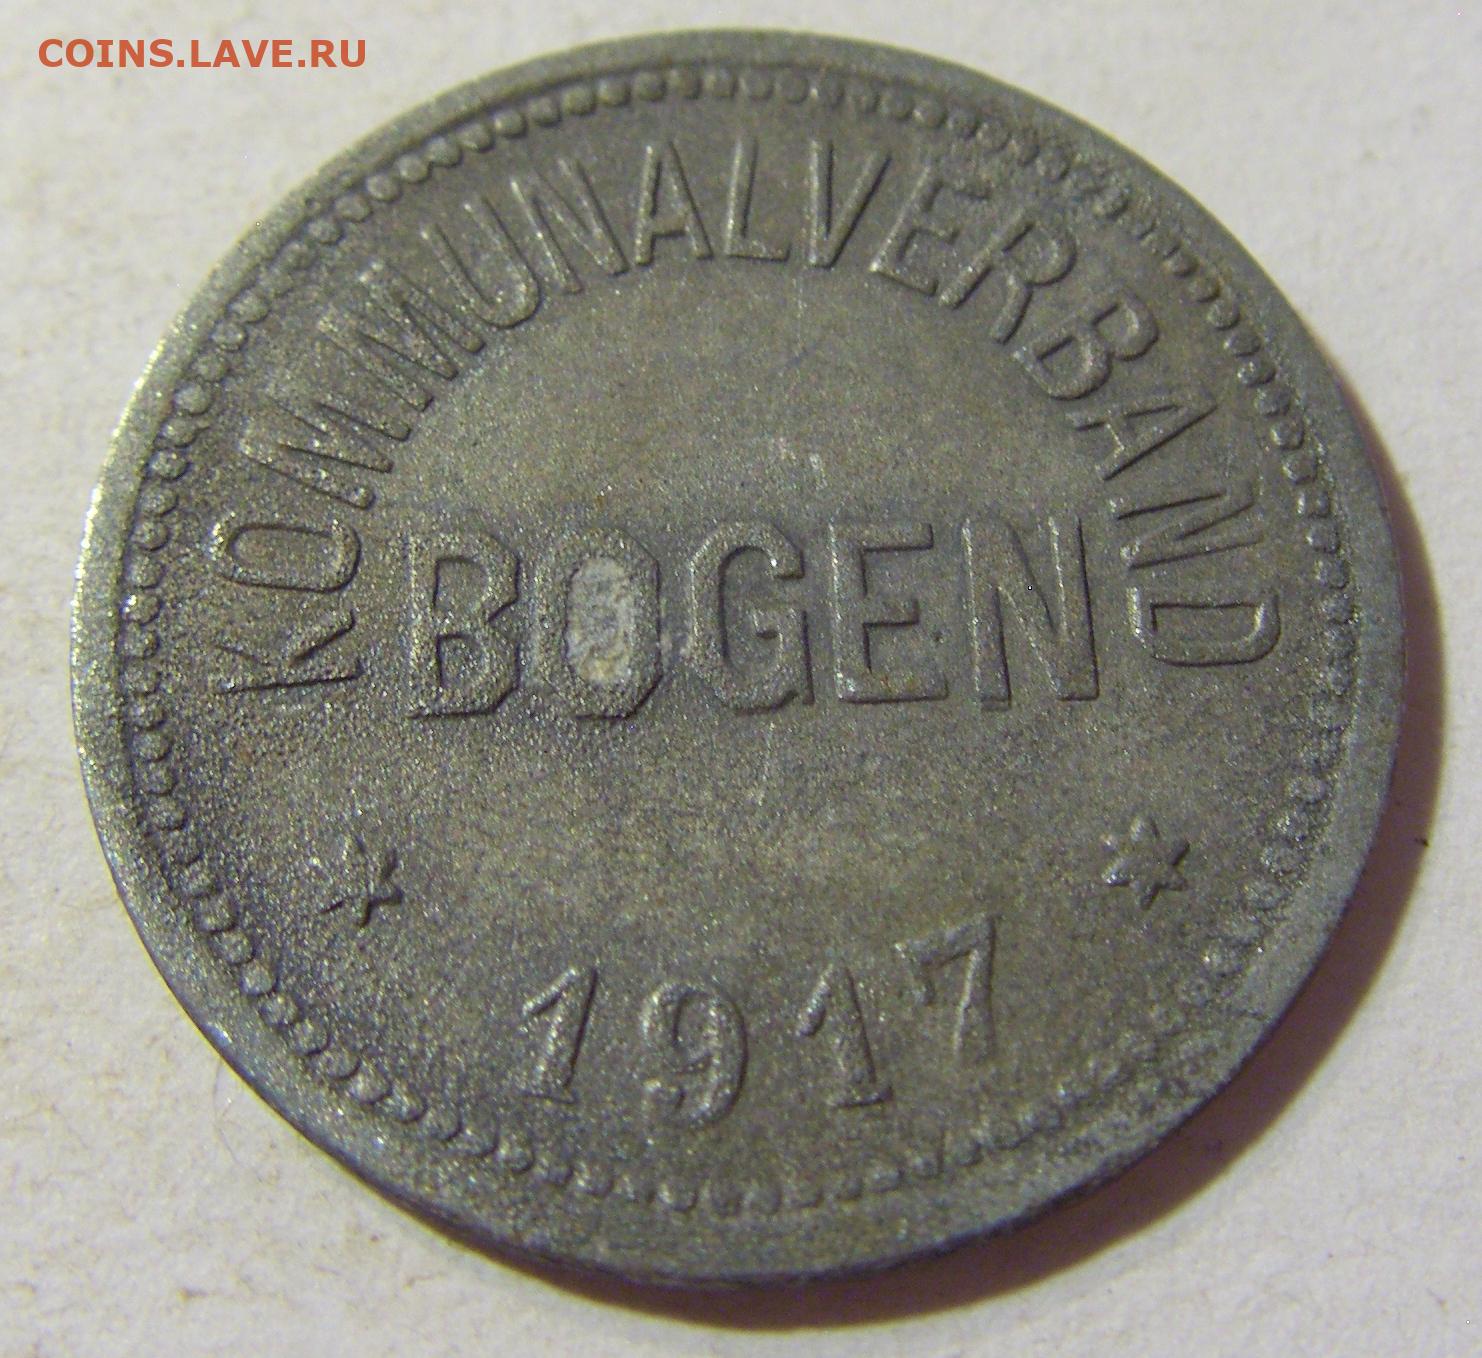 COINS.LAVE.RU
KOMMUNALVERBAND
BOGEN
1917